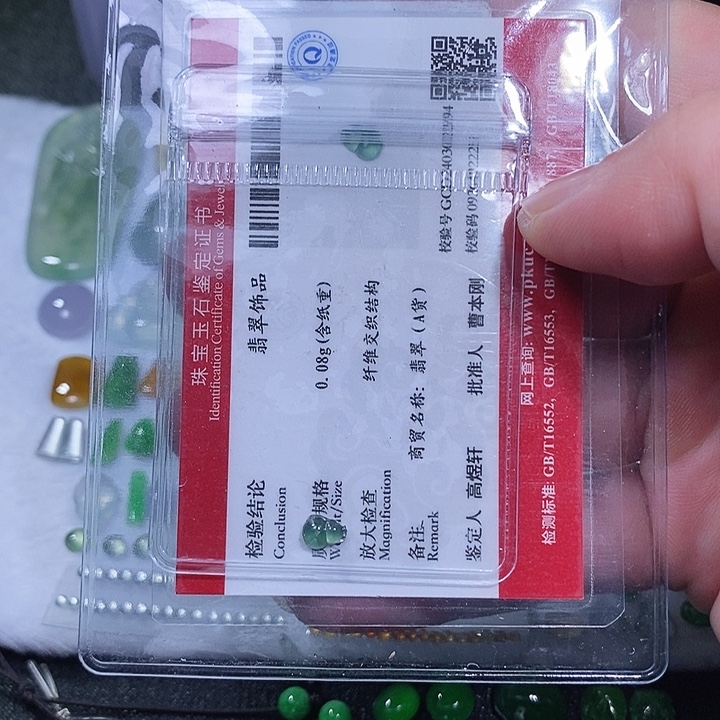 珠宝玉石鉴定证书
Identification Certificate of Gems & Jewel
检验结论 翡翠饰品
Conclusion
规格 0.08g(含纸重)
/Size
放大检查 纤维交织结构
Magnification
备注 商贸名称: 翡翠 (A货)
Remark
鉴定人 高煜轩 批准人 曹本刚
校验号
校验码
网上查询: www.pkuc
检测标准: GB/T16552, GB/T16553,